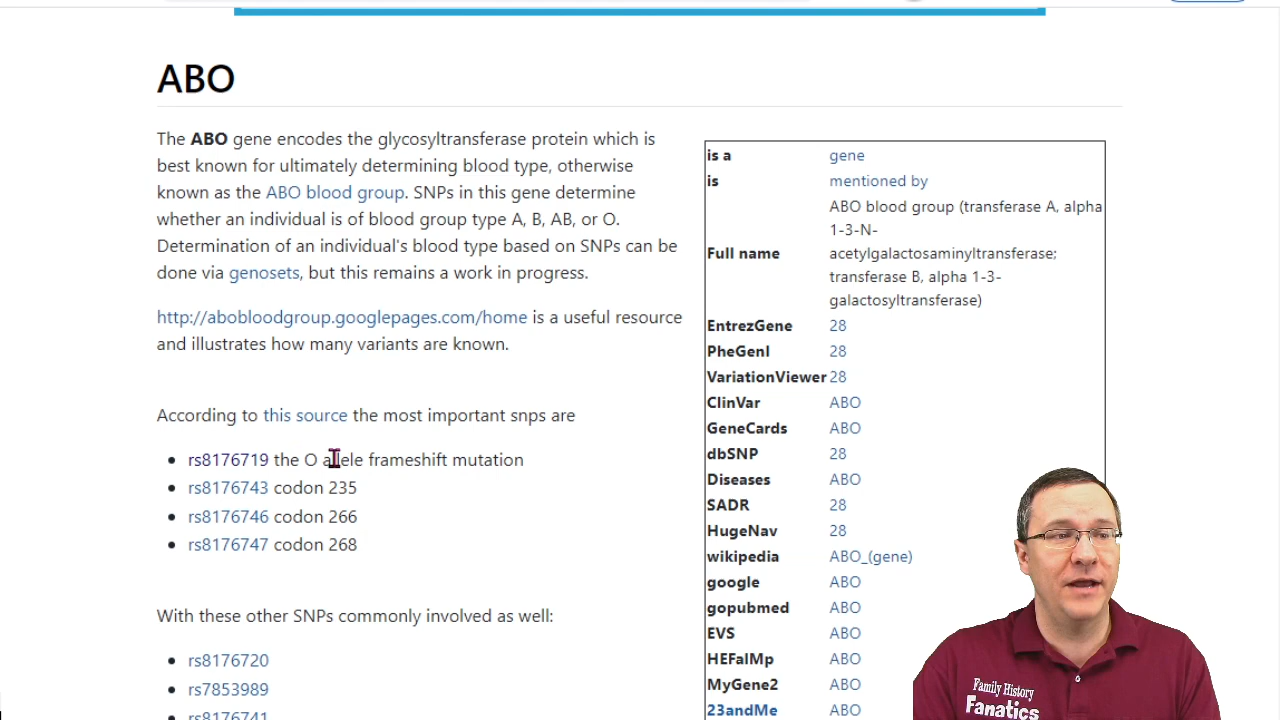 ABO
The ABO gene encodes the glycosyltransferase protein which is
best known for ultimately determining blood type, otherwise
known as the ABO blood group. SNPs in this gene determine
whether an individual is of blood group type A, B, AB, or O.
Determination of an individual's blood type based on SNPs can be
done via genosets, but this remains a work in progress.
http://abobloodgroup.googlepages.com/home is a useful resource
and illustrates how many variants are known.
According to this source the most important snps are
rs8176719 the O allele frameshift mutation
rs8176743 codon 235
rs8176746 codon 266
rs8176747 codon 268
With these other SNPs commonly involved as well:
rs8176720
rs7853989
rs8176741
is a gene
is mentioned by
ABO blood group (transferase A, alpha
1-3-N-
Full name acetylgalactosaminyltransferase;
transferase B, alpha 1-3-
galactosyltransferase)
EntrezGene 28
PheGenI 28
VariationViewer 28
ClinVar ABO
GeneCards ABO
dbSNP 28
Diseases ABO
SADR 28
HugeNav 28
wikipedia ABO_(gene)
google ABO
gopubmed ABO
EVS ABO
HEFalMp ABO
MyGene2 ABO
23andMe ABO
Family History
Fanatics